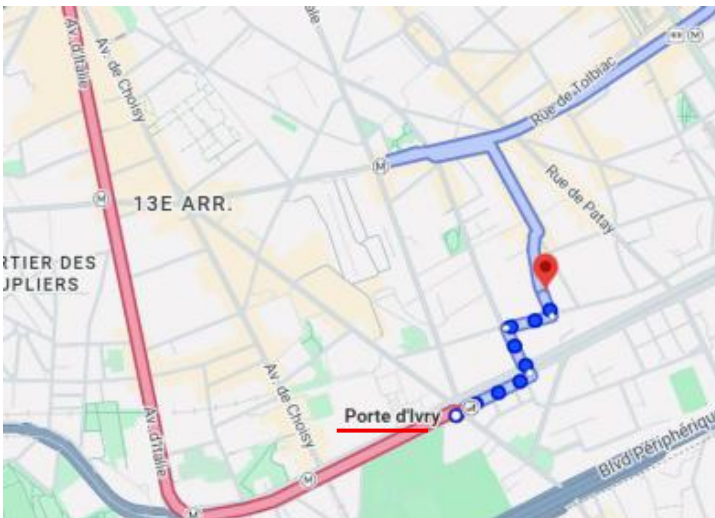 Av. d'Italie
Av. de Choisy
ale
Rue de Tolbiac
M
M
M
13E ARR.
Rue de Patay
RTIER DES
UPLIERS
Av. de Choisy
Porte d'Ivry
Av. d'Italie
Blvd Périphérique
M
M